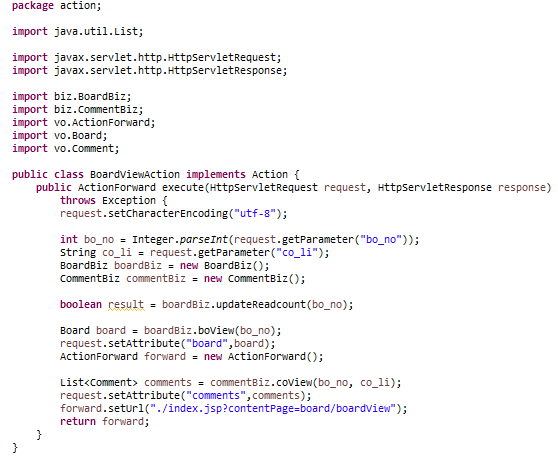 package action;
import java.util.List;
import javax.servlet.http.HttpServletRequest;
import javax.servlet.http.HttpServletResponse;
import biz.BoardBiz;
import biz.CommentBiz;
import vo.ActionForward;
import vo.Board;
import vo.Comment;
public class BoardViewAction implements Action {
    public ActionForward execute(HttpServletRequest request, HttpServletResponse response)
        throws Exception {
        request.setCharacterEncoding("utf-8");
        int bo_no = Integer.parseInt(request.getParameter("bo_no"));
        String co_li = request.getParameter("co_li");
        BoardBiz boardBiz = new BoardBiz();
        CommentBiz commentBiz = new CommentBiz();
        boolean result = boardBiz.updateReadcount(bo_no);
        Board board = boardBiz.boView(bo_no);
        request.setAttribute("board",board);
        ActionForward forward = new ActionForward();
        List<Comment> comments = commentBiz.coView(bo_no, co_li);
        request.setAttribute("comments",comments);
        forward.setUrl("./index.jsp?contentPage=board/boardView");
        return forward;
    }
}